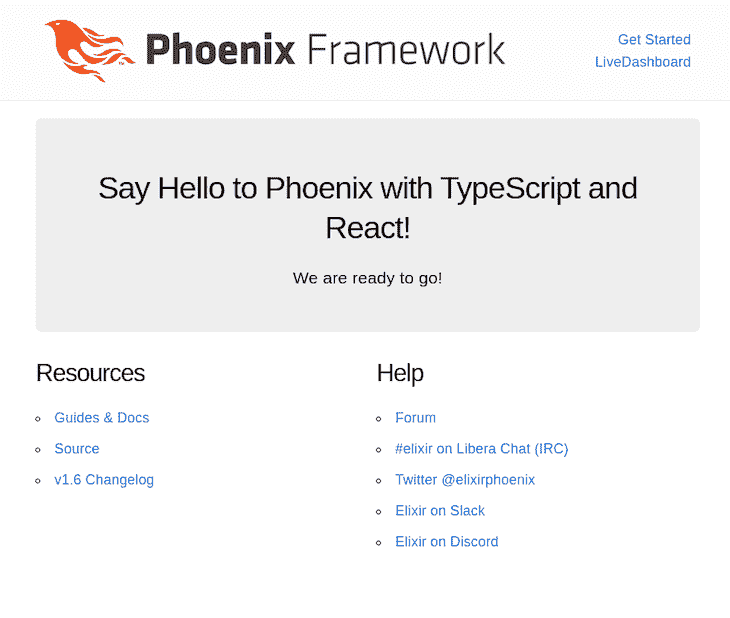 Phoenix Framework
Get Started
LiveDashboard
Say Hello to Phoenix with TypeScript and
React!
We are ready to go!
Resources
Guides & Docs
Source
v1.6 Changelog
Help
Forum
#elixir on Libera Chat (IRC)
Twitter @elixirphoenix
Elixir on Slack
Elixir on Discord